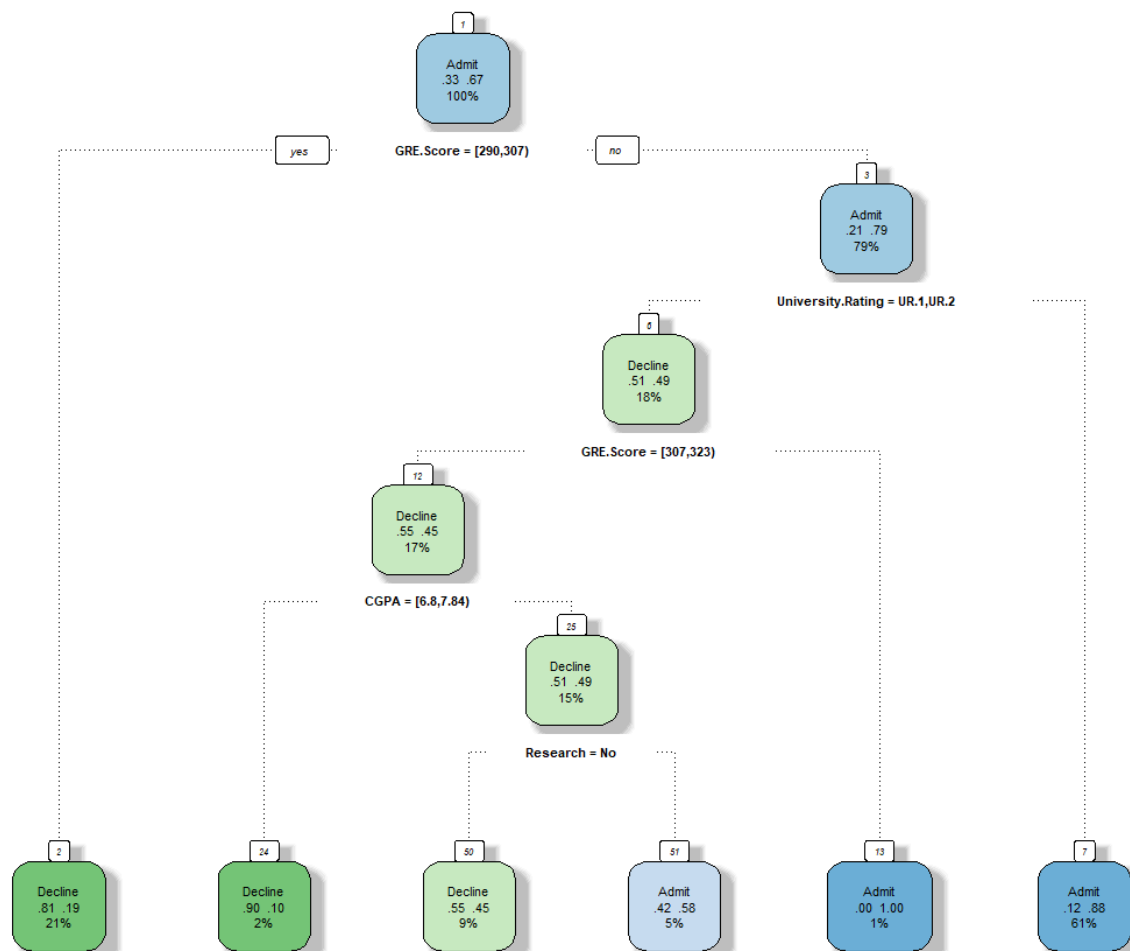 1
Admit
.33 .67
100%
yes
GRE.Score = [290,307)
no
3
Admit
.21 .79
79%
University.Rating = UR.1,UR.2
6
Decline
.51 .49
18%
GRE.Score = [307,323)
12
Decline
.55 .45
17%
CGPA = [6.8,7.84)
25
Decline
.51 .49
15%
Research = No
2
Decline
.81 .19
21%
24
Decline
.90 .10
2%
50
Decline
.55 .45
9%
51
Admit
.42 .58
5%
13
Admit
.00 1.00
1%
7
Admit
.12 .88
61%